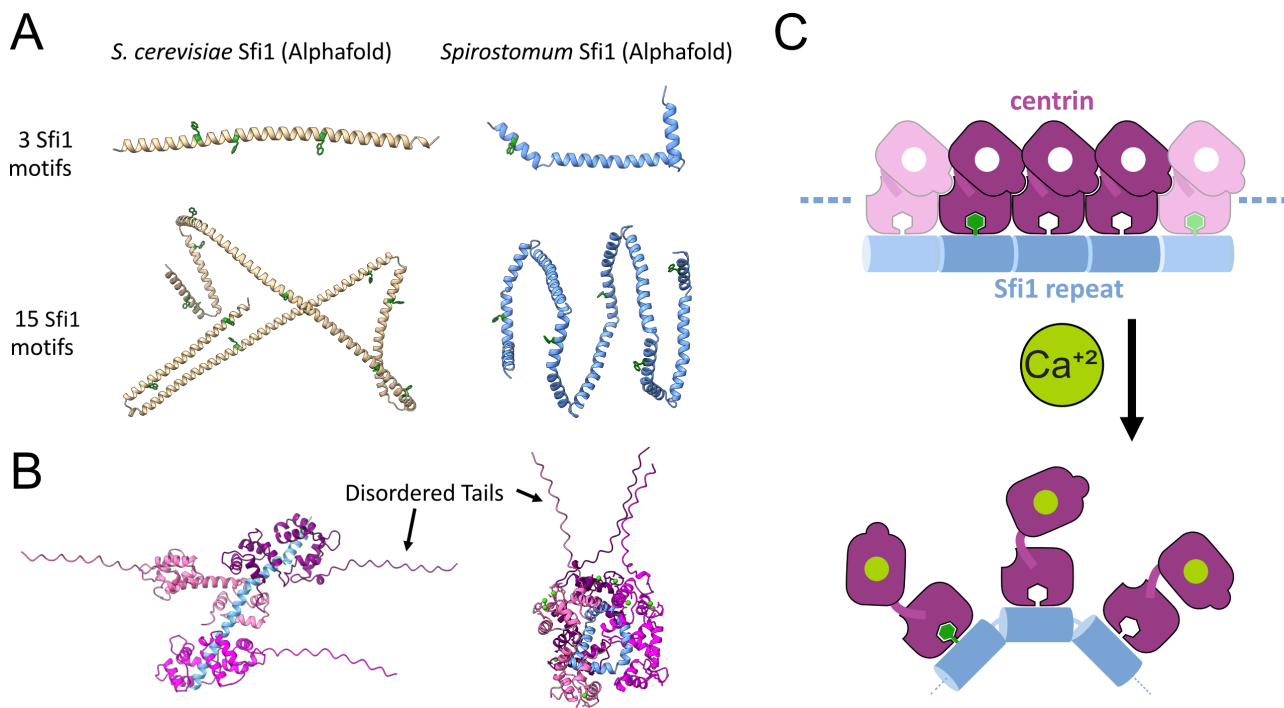 A
S. cerevisiae Sfi1 (Alphafold)
Spirostomum Sfi1 (Alphafold)
3 Sfi1
motifs
15 Sfi1
motifs
B
Disordered Tails
C
centrin
Sfi1 repeat
Ca⁺²